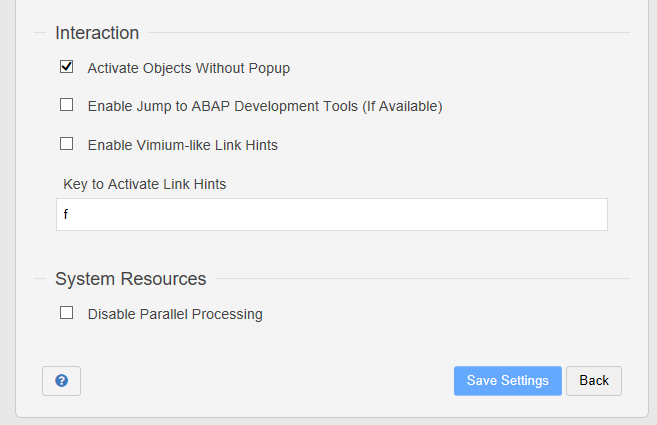 Interaction
Activate Objects Without Popup
Enable Jump to ABAP Development Tools (If Available)
Enable Vimium-like Link Hints
Key to Activate Link Hints
f
System Resources
Disable Parallel Processing
?
Save Settings Back